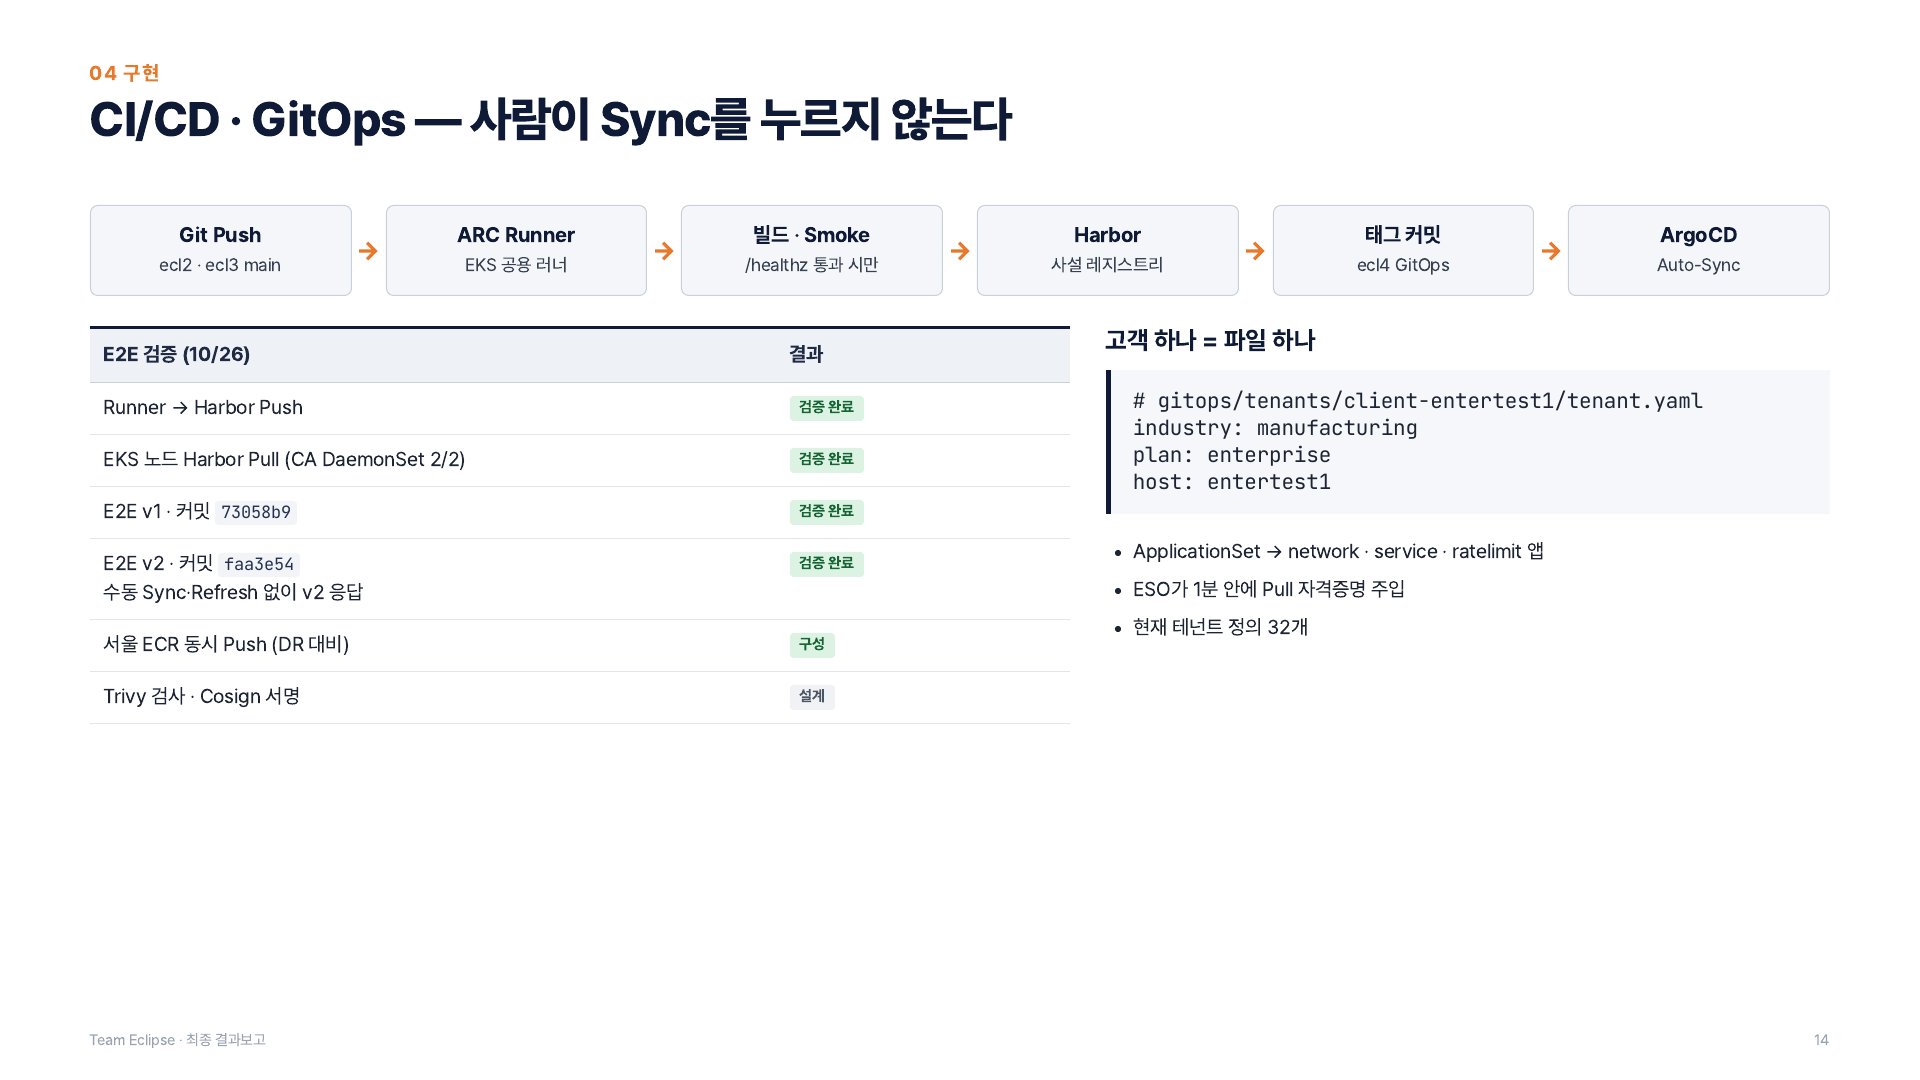 04 구현
CI/CD · GitOps — 사람이 Sync를 누르지 않는다
Git Push
ecl2 · ecl3 main
→
ARC Runner
EKS 공용 러너
→
빌드 · Smoke
/healthz 통과 시만
→
Harbor
사설 레지스트리
→
태그 커밋
ecl4 GitOps
→
ArgoCD
Auto-Sync
E2E 검증 (10/26) 결과
Runner → Harbor Push 검증 완료
EKS 노드 Harbor Pull (CA DaemonSet 2/2) 검증 완료
E2E v1 · 커밋 73058b9 검증 완료
E2E v2 · 커밋 faa3e54 검증 완료
수동 Sync·Refresh 없이 v2 응답
서울 ECR 동시 Push (DR 대비) 구성
Trivy 검사 · Cosign 서명 설계
고객 하나 = 파일 하나
# gitops/tenants/client-entertest1/tenant.yaml
industry: manufacturing
plan: enterprise
host: entertest1
• ApplicationSet → network · service · ratelimit 앱
• ESO가 1분 안에 Pull 자격증명 주입
• 현재 테넌트 정의 32개
Team Eclipse · 최종 결과보고
14